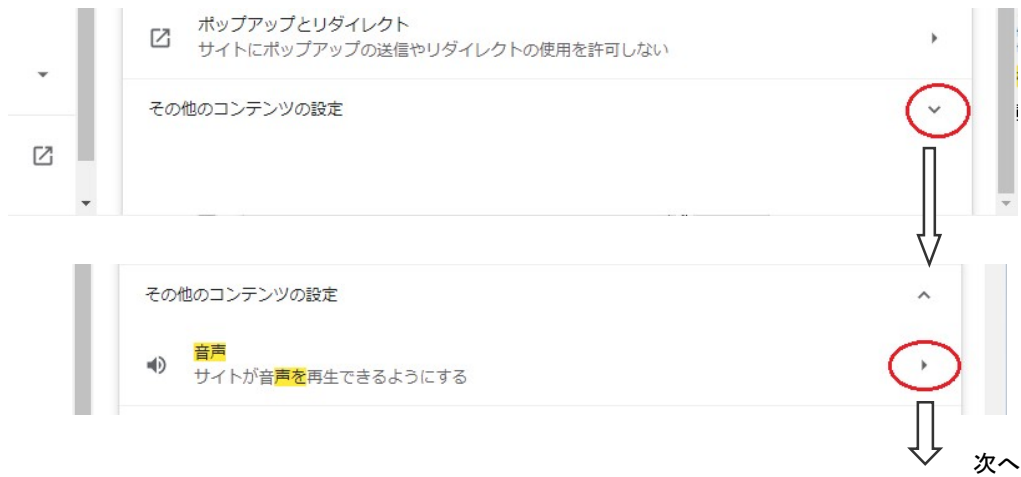 ポップアップとリダイレクト
サイトにポップアップの送信やリダイレクトの使用を許可しない
その他のコンテンツの設定
その他のコンテンツの設定
音声
サイトが音声を再生できるようにする
次へ